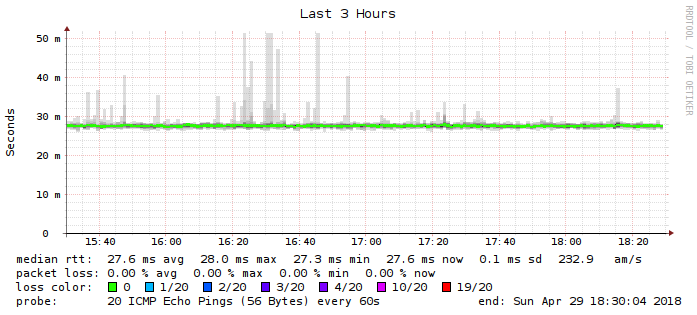 Last 3 Hours
RRDTOOL / TOBI OETIKER
Seconds
50 m
40 m
30 m
20 m
10 m
0
15:40 16:00 16:20 16:40 17:00 17:20 17:40 18:00 18:20
median rtt: 27.6 ms avg 28.0 ms max 27.3 ms min 27.6 ms now 0.1 ms sd 232.9 am/s
packet loss: 0.00 % avg 0.00 % max 0.00 % min 0.00 % now
loss color: 0 1/20 2/20 3/20 4/20 10/20 19/20
probe: 20 ICMP Echo Pings (56 Bytes) every 60s end: Sun Apr 29 18:30:04 2018